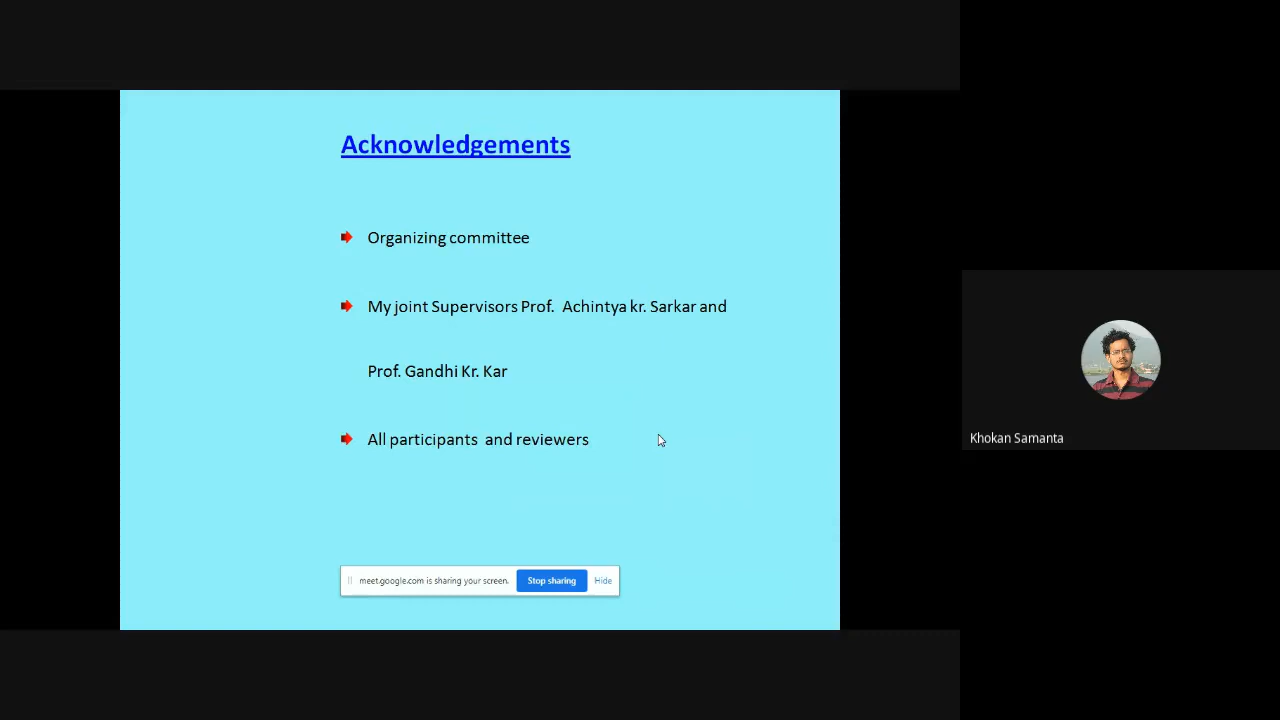 Acknowledgements
Organizing committee
My joint Supervisors Prof. Achintya kr. Sarkar and
Prof. Gandhi Kr. Kar
All participants and reviewers
meet.google.com is sharing your screen. Stop sharing Hide
Khokan Samanta